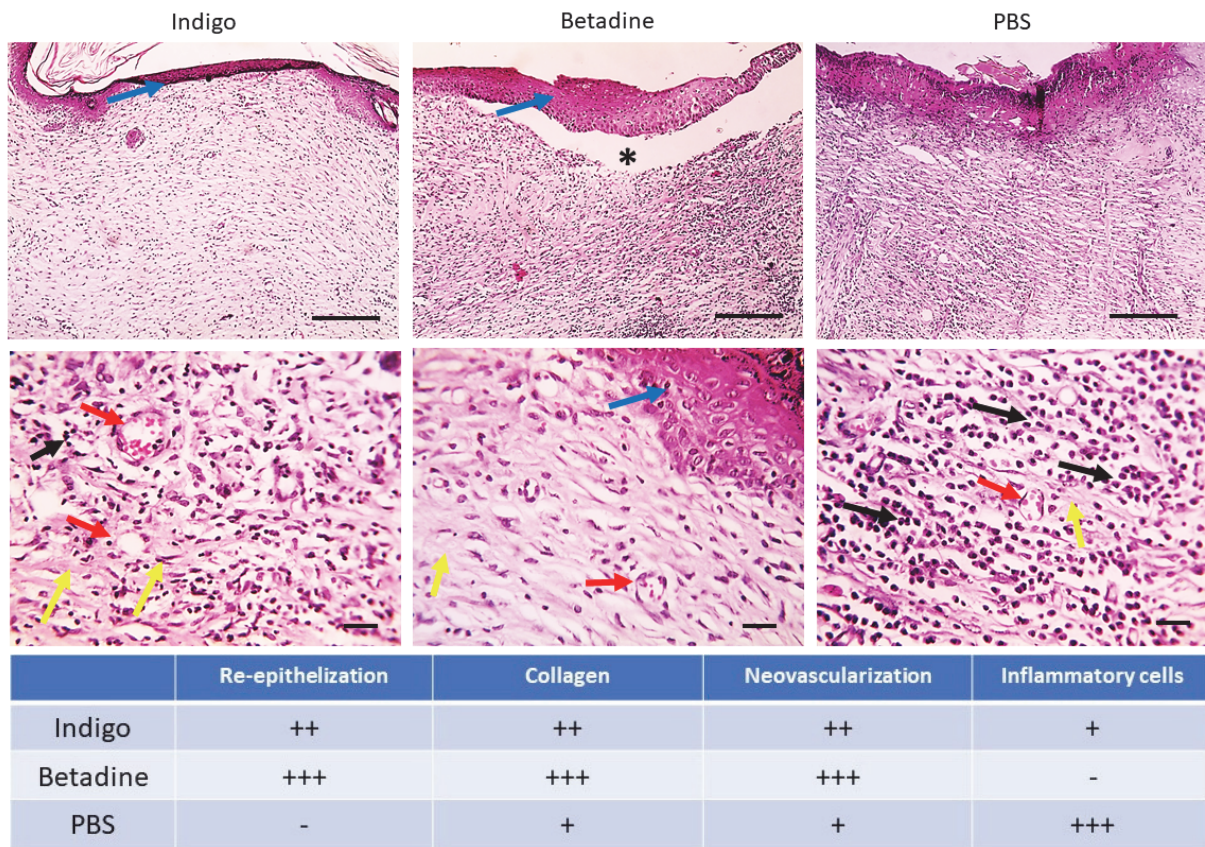 Indigo Betadine PBS
*
Re-epithelization Collagen Neovascularization Inflammatory cells
Indigo ++ ++ ++ +
Betadine +++ +++ +++ -
PBS - + + +++